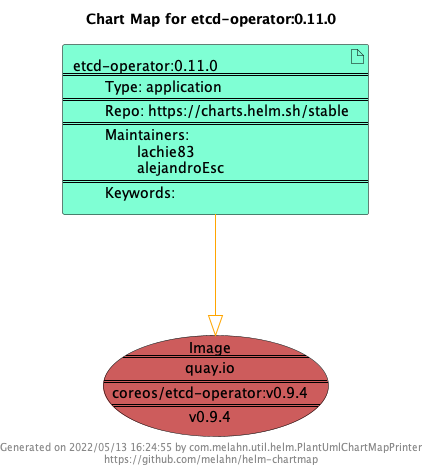 Chart Map for etcd-operator:0.11.0
etcd-operator:0.11.0
Type: application
Repo: https://charts.helm.sh/stable
Maintainers:
lachie83
alejandroEsc
Keywords:
Image
quay.io
coreos/etcd-operator:v0.9.4
v0.9.4
Generated on 2022/05/13 16:24:55 by com.melahn.util.helm.PlantUmlChartMapPrinter
https://github.com/melahn/helm-chartmap